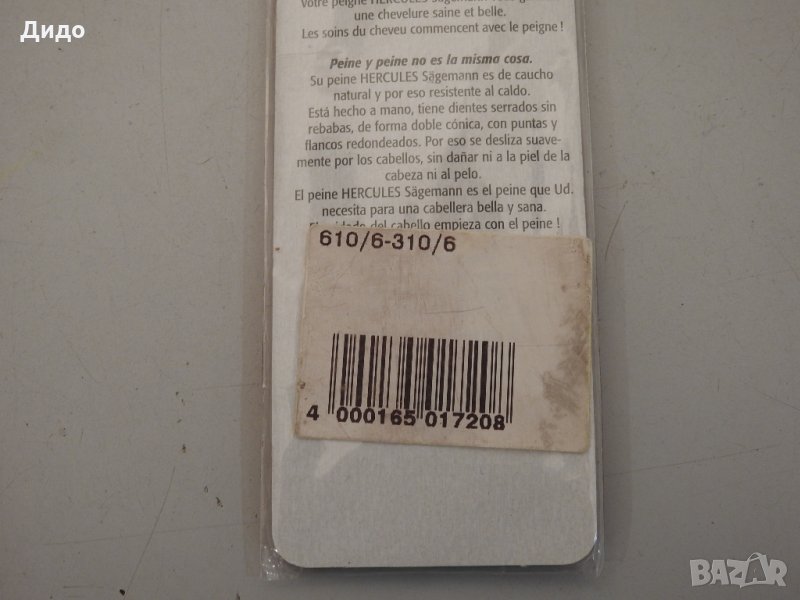 Дидо
votre peigne HERCULES Sägemann
une chevelure saine et belle.
Les soins du cheveu commencent avec le peigne !
Peine y peine no es la misma cosa.
Su peine HERCULES Sägemann es de caucho
natural y por eso resistente al caldo.
Está hecho a mano, tiene dientes serrados sin
rebabas, de forma doble cónica, con puntas y
flancos redondeados. Por eso se desliza suave-
mente por los cabellos, sin dañar ni a la piel de la
cabeza ni al pelo.
El peine HERCULES Sägemann es el peine que Ud.
necesita para una cabellera bella y sana.
del cabello empieza con el peine !
610/6-310/6
4 000165 017208
BAZAR